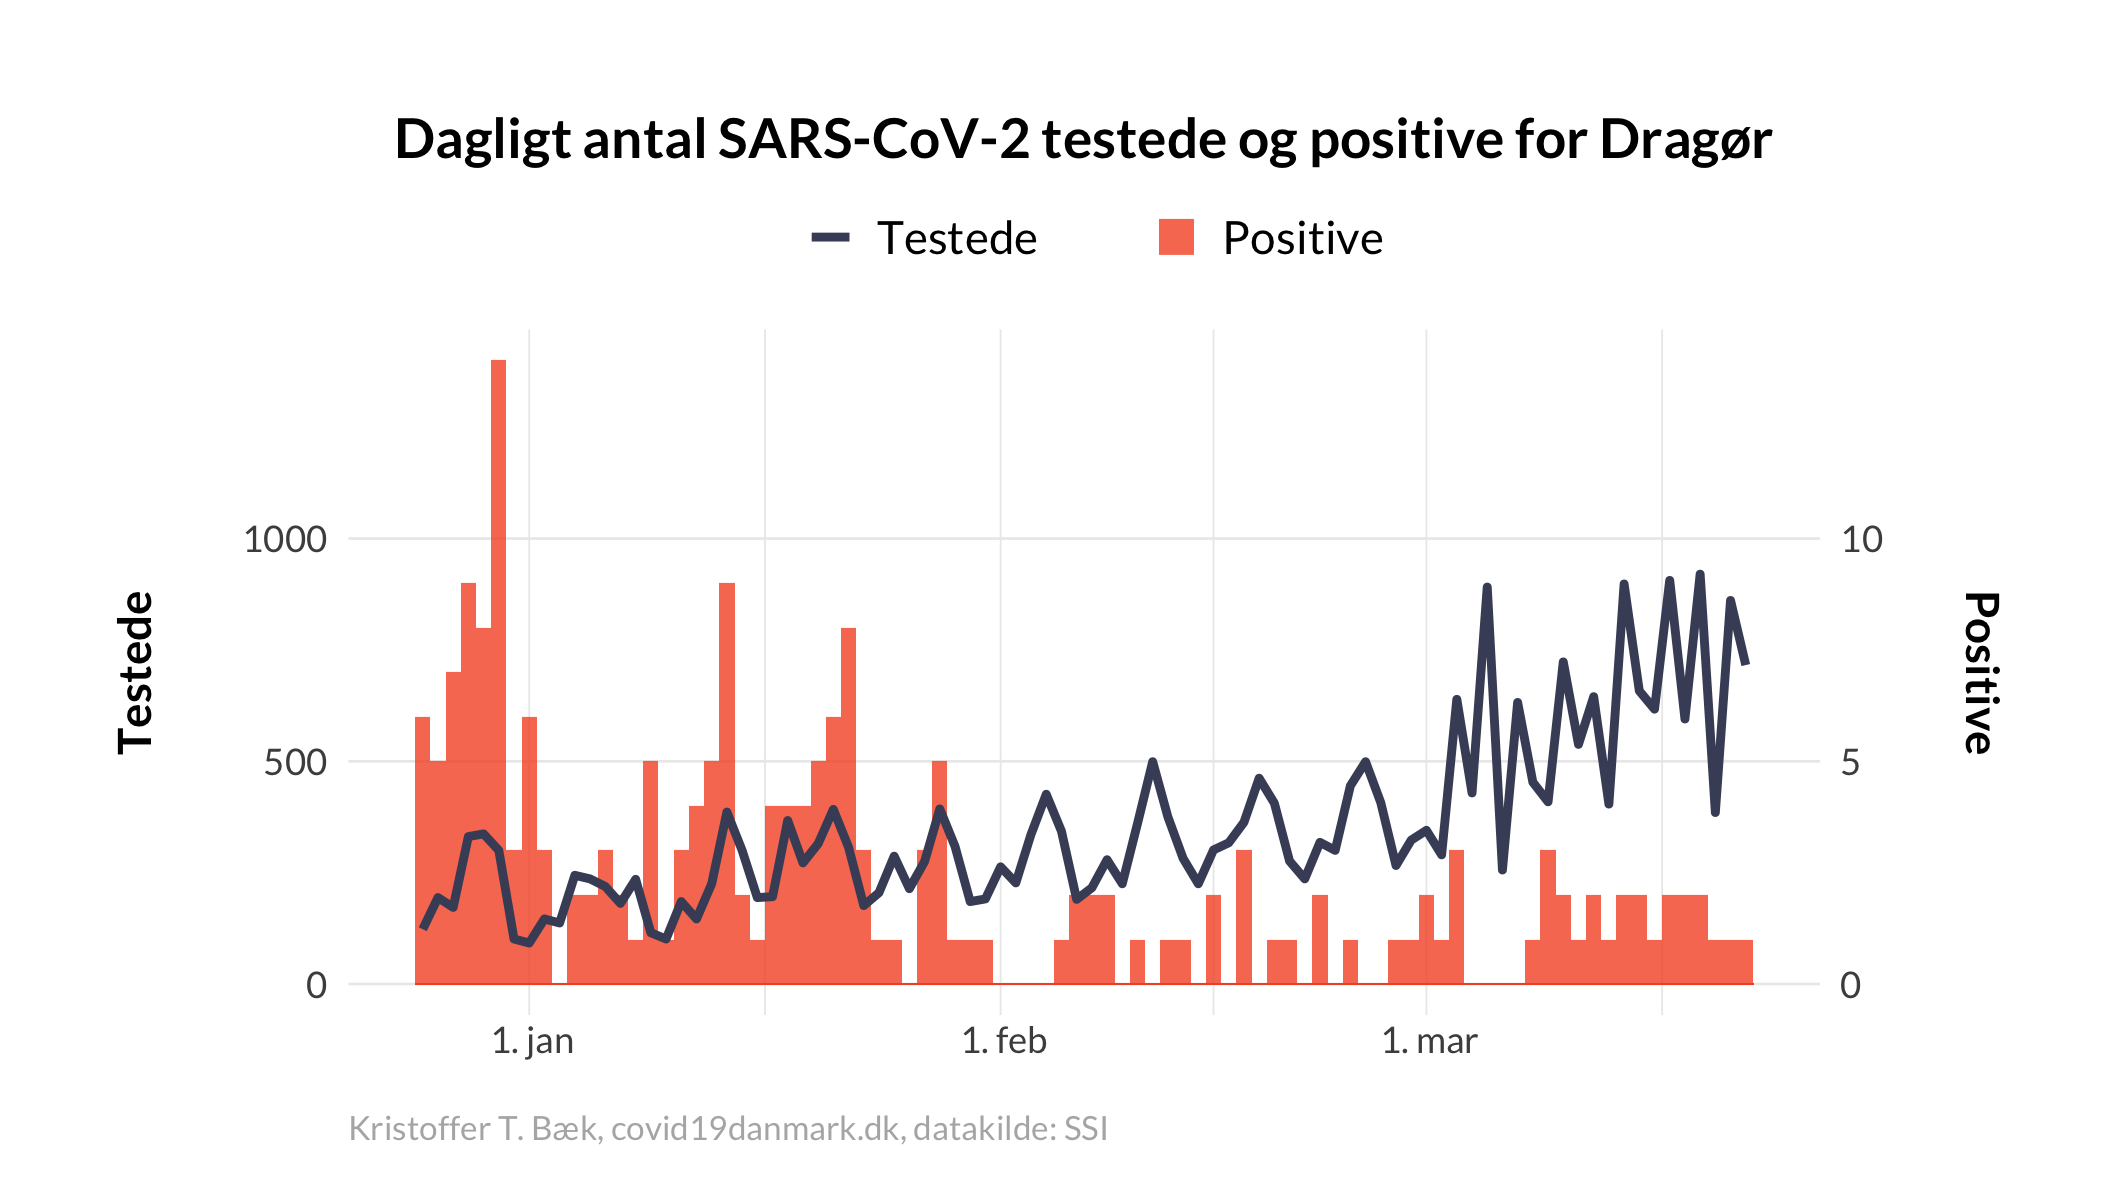 Dagligt antal SARS-CoV-2 testede og positive for Dragør
Testede
Positive
1000
500
0
10
5
0
Testede
Positive
1. jan
1. feb
1. mar
Kristoffer T. Bæk, covid19danmark.dk, datakilde: SSI